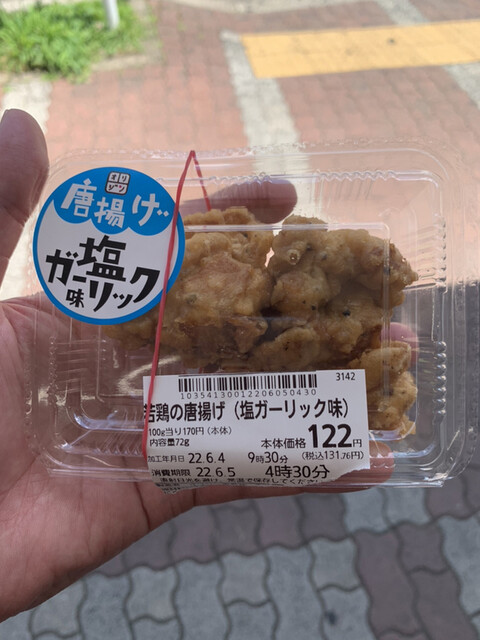 オリジン
唐揚げ
塩
ガーリック
味
3142
1035413001220605 0430
若鶏の唐揚げ（塩ガーリック味）
100g当り170円（本体）
内容量72g
本体価格 122円
加工年月日 22.6.4 9時30分 （税込131.76円）
消費期限 22.6.5 4時30分